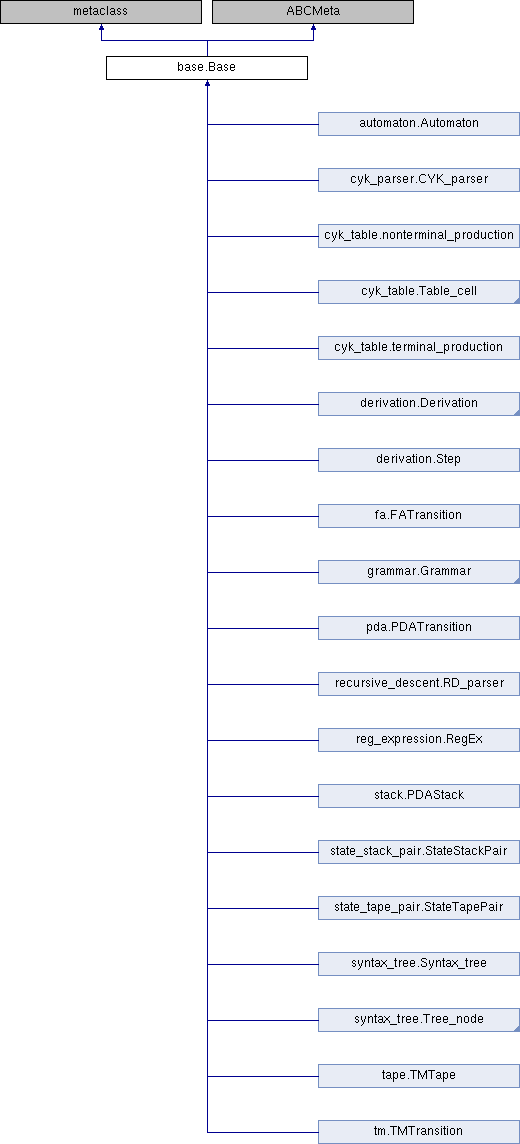 metaclass
ABCMeta
base.Base
automaton.Automaton
cyk_parser.CYK_parser
cyk_table.nonterminal_production
cyk_table.Table_cell
cyk_table.terminal_production
derivation.Derivation
derivation.Step
fa.FATransition
grammar.Grammar
pda.PDATransition
recursive_descent.RD_parser
reg_expression.RegEx
stack.PDAStack
state_stack_pair.StateStackPair
state_tape_pair.StateTapePair
syntax_tree.Syntax_tree
syntax_tree.Tree_node
tape.TMTape
tm.TMTransition